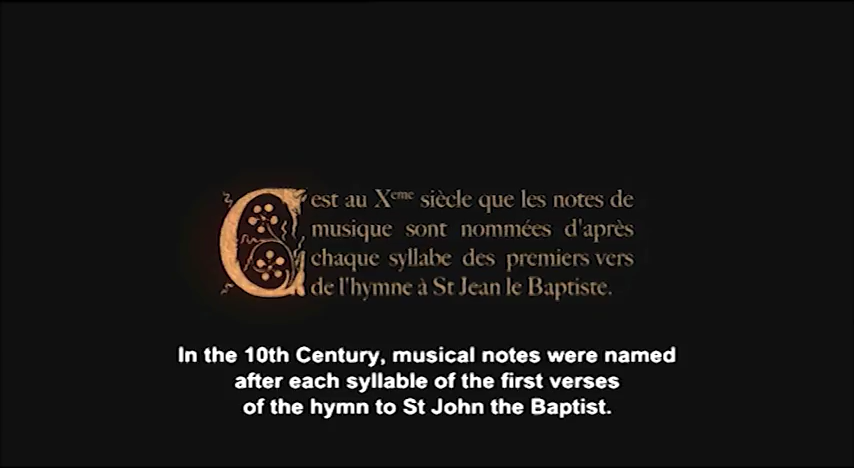 C'est au Xeme siècle que les notes de
musique sont nommées d'après
chaque syllabe des premiers vers
de l'hymne à St Jean le Baptiste.
In the 10th Century, musical notes were named
after each syllable of the first verses
of the hymn to St John the Baptist.